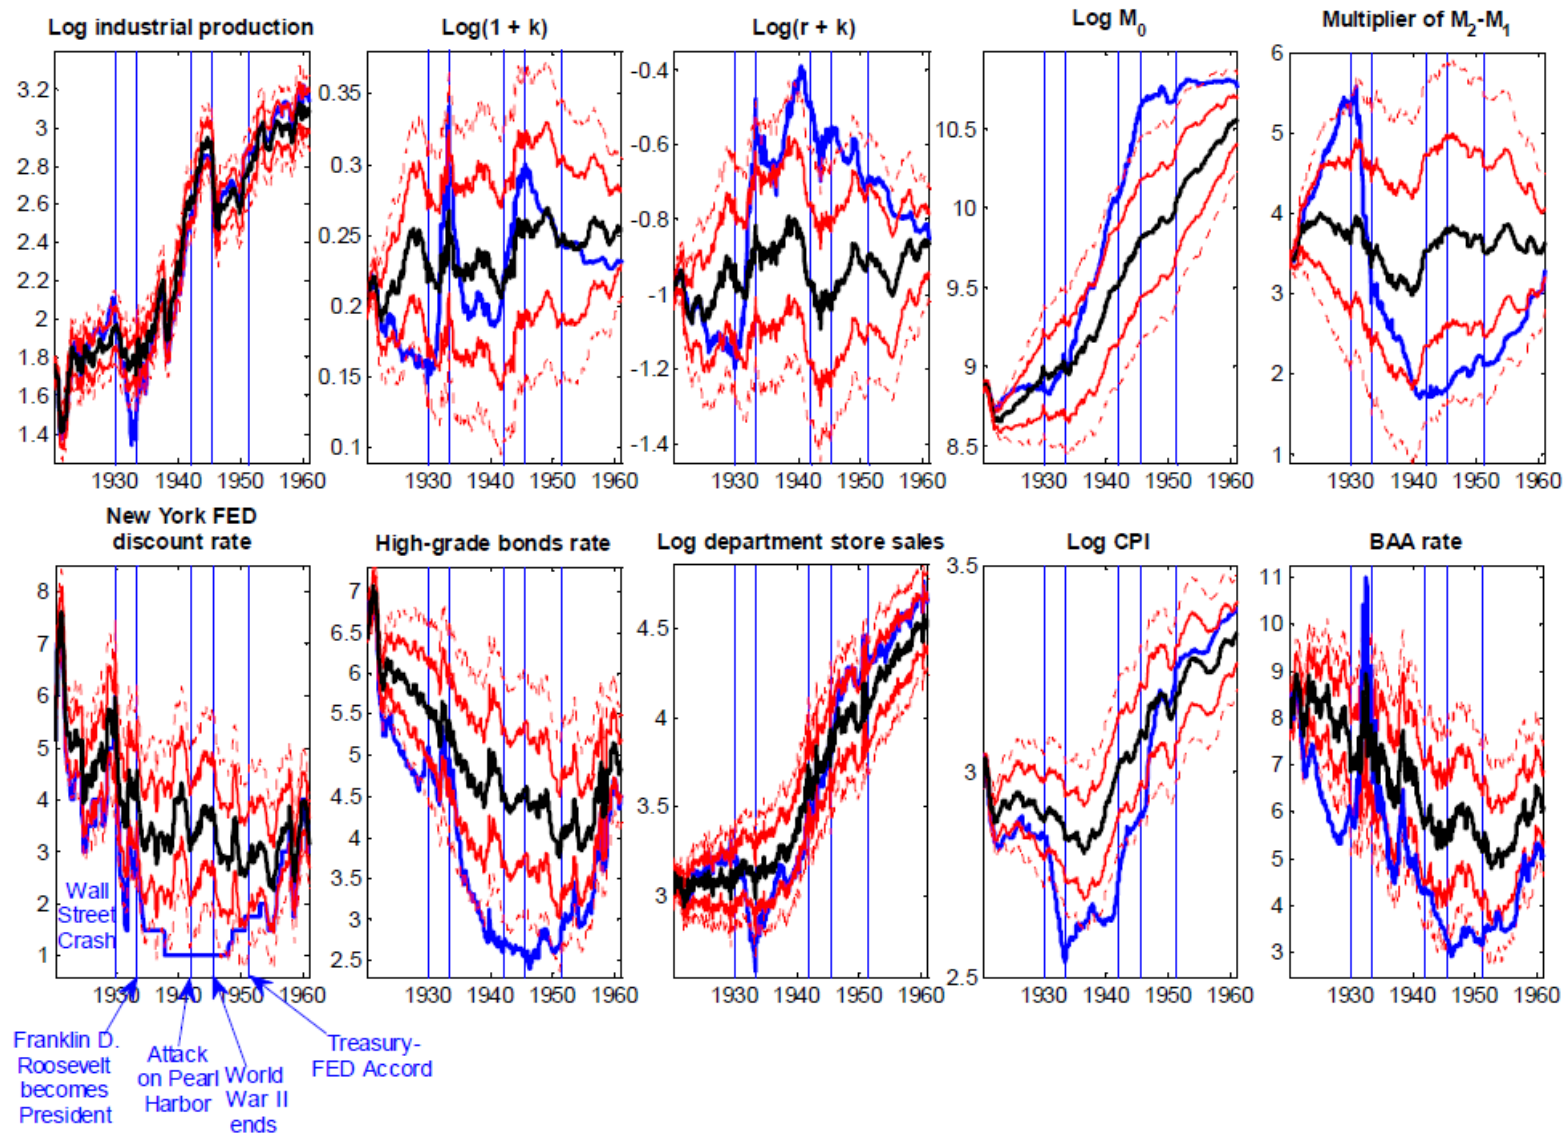 Log industrial production
3.2
3
2.8
2.6
2.4
2.2
2
1.8
1.6
1.4
1930 1940 1950 1960
Log(1 + k)
0.35
0.3
0.25
0.2
0.15
0.1
1930 1940 1950 1960
Log(r + k)
-0.4
-0.6
-0.8
-1
-1.2
-1.4
1930 1940 1950 1960
Log M0
10.5
10
9.5
9
8.5
1930 1940 1950 1960
Multiplier of M2-M1
6
5
4
3
2
1
1930 1940 1950 1960
New York FED
discount rate
8
7
6
5
4
3
2
1
Wall
Street
Crash
1930 1940 1950 1960
High-grade bonds rate
7
6.5
6
5.5
5
4.5
4
3.5
3
2.5
1930 1940 1950 1960
Log department store sales
4.5
4
3.5
3
1930 1940 1950 1960
Log CPI
3.5
3
2.5
1930 1940 1950 1960
BAA rate
11
10
9
8
7
6
5
4
3
1930 1940 1950 1960
Franklin D.
Roosevelt
becomes
President
Attack
on Pearl
Harbor
World
War II
ends
Treasury-
FED Accord